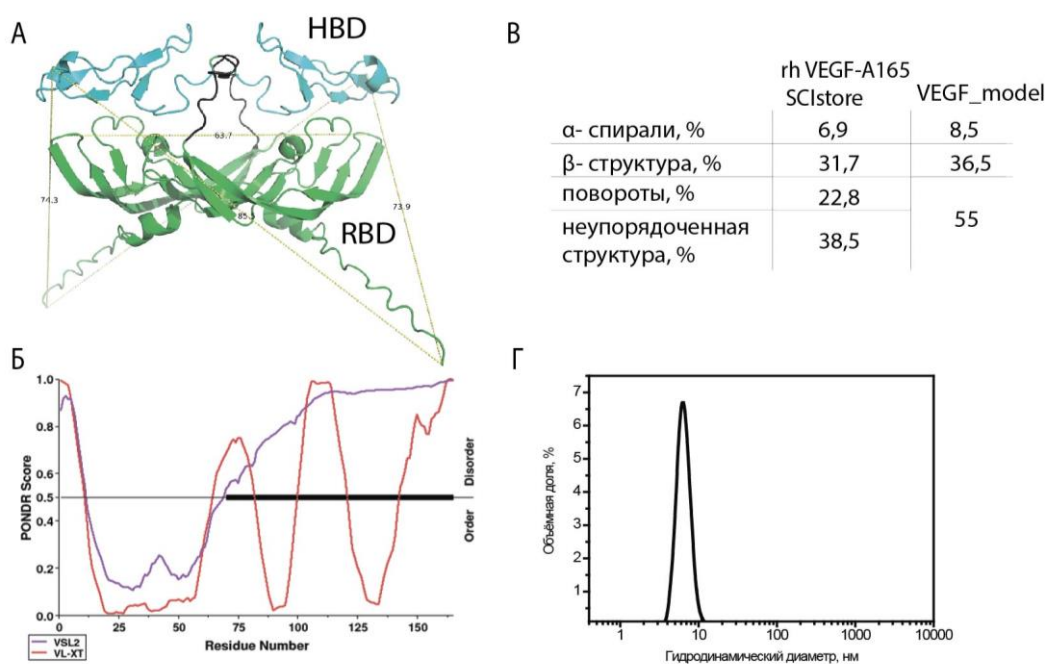 А
HBD
63.7
74.3
85.5
73.9
RBD
В
rh VEGF-A165
SCIstore
VEGF_model
α- спирали, %
6,9
8,5
β- структура, %
31,7
36,5
повороты, %
22,8
неупорядоченная
структура, %
38,5
55
Б
PONDR Score
1.0
0.8
0.6
0.5
0.4
0.2
0.0
Disorder
Order
0
25
50
75
100
125
150
Residue Number
VSL2
VL-XT
Г
Объёмная доля, %
7
6
5
4
3
2
1
1
10
100
1000
10000
Гидродинамический диаметр, нм